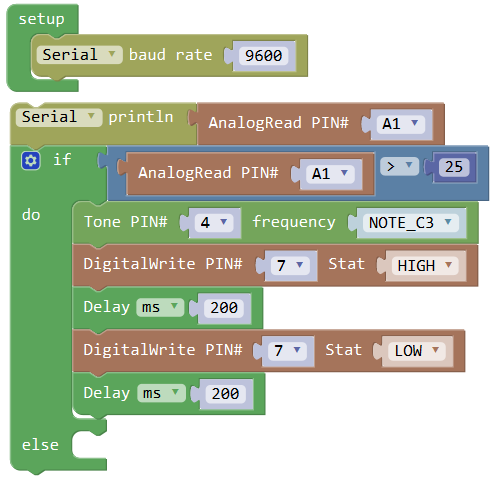 setup
Serial baud rate 9600
Serial println AnalogRead PIN# A1
if AnalogRead PIN# A1 > 25
do
Tone PIN# 4 frequency NOTE_C3
DigitalWrite PIN# 7 Stat HIGH
Delay ms 200
DigitalWrite PIN# 7 Stat LOW
Delay ms 200
else